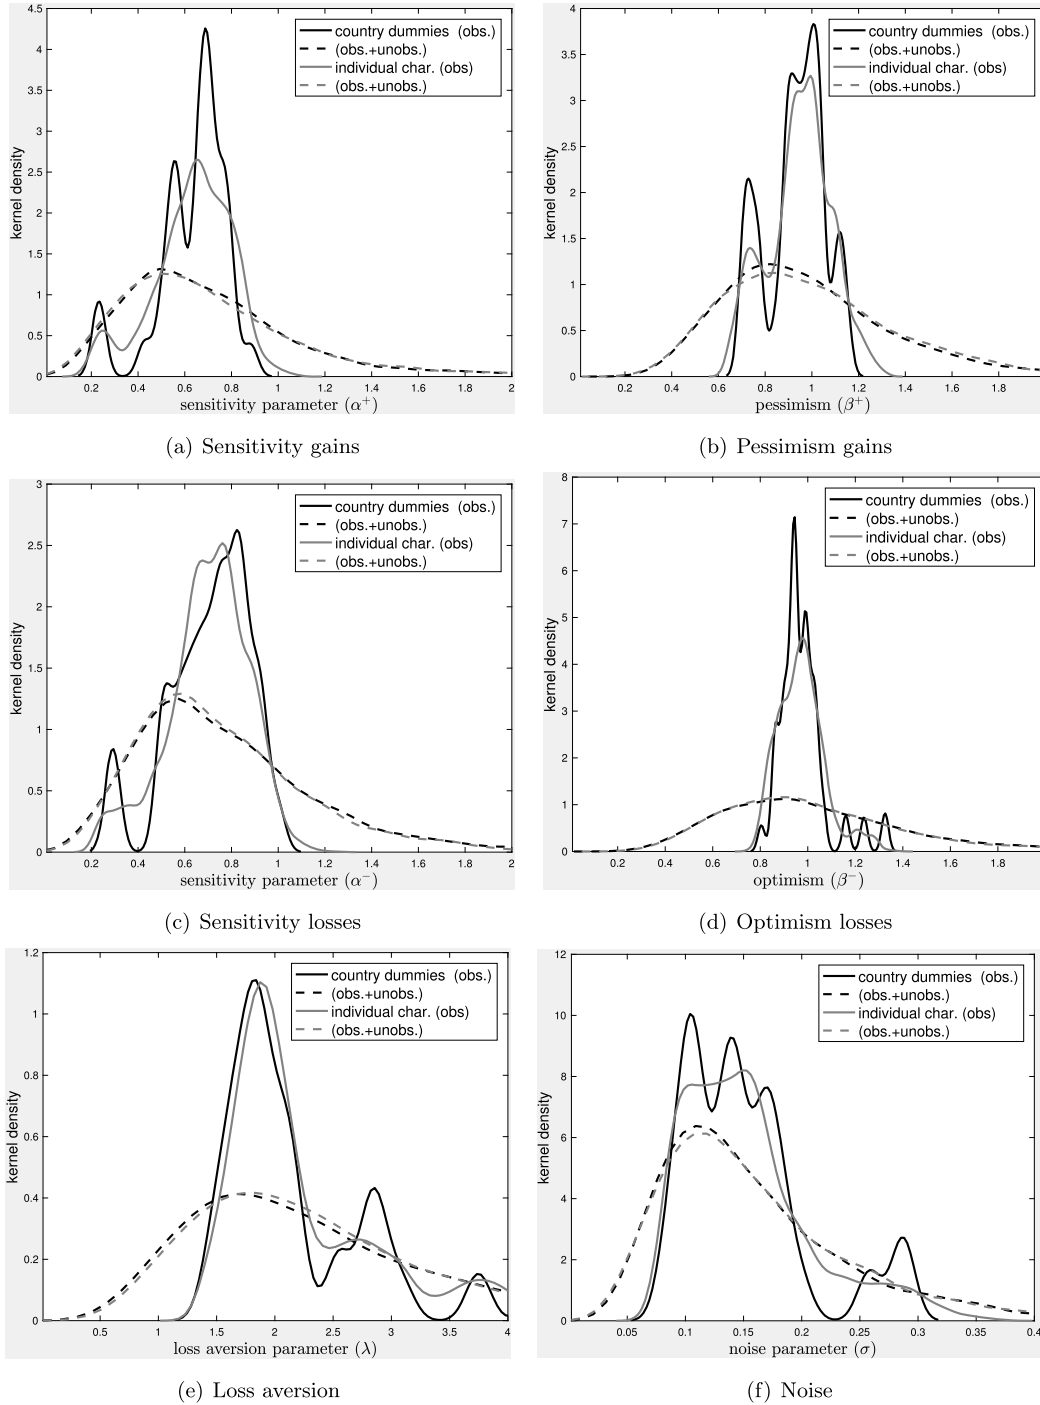 4.5
4
3.5
3
2.5
2
1.5
1
0.5
0
kernel density
country dummies (obs.)
(obs.+unobs.)
individual char. (obs)
(obs.+unobs.)
0.2 0.4 0.6 0.8 1 1.2 1.4 1.6 1.8 2
sensitivity parameter (α⁺)
(a) Sensitivity gains
4
3.5
3
2.5
2
1.5
1
0.5
0
kernel density
country dummies (obs.)
(obs.+unobs.)
individual char. (obs)
(obs.+unobs.)
0.2 0.4 0.6 0.8 1 1.2 1.4 1.6 1.8
pessimism (β⁺)
(b) Pessimism gains
3
2.5
2
1.5
1
0.5
0
kernel density
country dummies (obs.)
(obs.+unobs.)
individual char. (obs)
(obs.+unobs.)
0.2 0.4 0.6 0.8 1 1.2 1.4 1.6 1.8 2
sensitivity parameter (α⁻)
(c) Sensitivity losses
8
7
6
5
4
3
2
1
0
kernel density
country dummies (obs.)
(obs.+unobs.)
individual char. (obs)
(obs.+unobs.)
0.2 0.4 0.6 0.8 1 1.2 1.4 1.6 1.8
optimism (β⁻)
(d) Optimism losses
1.2
1
0.8
0.6
0.4
0.2
0
kernel density
country dummies (obs.)
(obs.+unobs.)
individual char. (obs)
(obs.+unobs.)
0.5 1 1.5 2 2.5 3 3.5 4
loss aversion parameter (λ)
(e) Loss aversion
12
10
8
6
4
2
0
kernel density
country dummies (obs.)
(obs.+unobs.)
individual char. (obs)
(obs.+unobs.)
0.05 0.1 0.15 0.2 0.25 0.3 0.35 0.4
noise parameter (σ)
(f) Noise